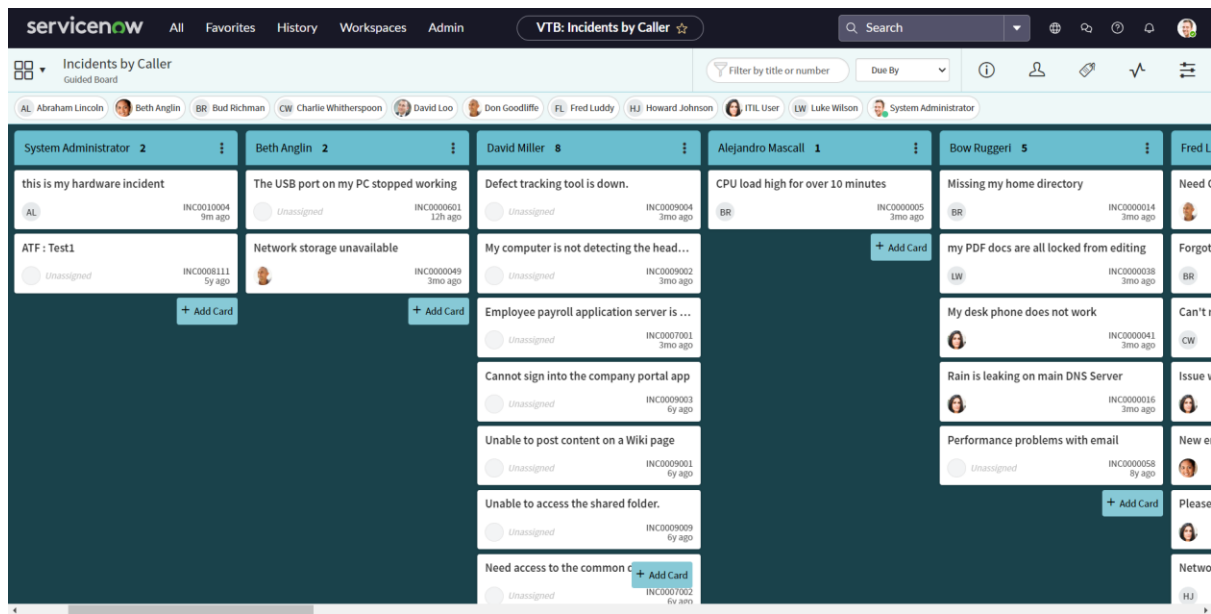 servicenow All Favorites History Workspaces Admin VTB: Incidents by Caller Search
Incidents by Caller
Guided Board
Filter by title or number Due By
AL Abraham Lincoln Beth Anglin BR Bud Richman CW Charlie Whitherspoon David Loo Don Goodliffe FL Fred Luddy HJ Howard Johnson ITIL User LW Luke Wilson System Administrator
System Administrator 2
this is my hardware incident
AL
INC0010004
9m ago
ATF : Test1
Unassigned
INC0008111
5y ago
+ Add Card
Beth Anglin 2
The USB port on my PC stopped working
Unassigned
INC0000601
12h ago
Network storage unavailable
INC0000049
3mo ago
+ Add Card
David Miller 8
Defect tracking tool is down.
Unassigned
INC0009004
3mo ago
My computer is not detecting the head...
Unassigned
INC0009002
3mo ago
Employee payroll application server is ...
Unassigned
INC0007001
3mo ago
Cannot sign into the company portal app
Unassigned
INC0009003
6y ago
Unable to post content on a Wiki page
Unassigned
INC0009001
6y ago
Unable to access the shared folder.
Unassigned
INC0009009
6y ago
Need access to the common
+ Add Card
Unassigned
INC0007002
6y ago
Alejandro Mascall 1
CPU load high for over 10 minutes
BR
INC0000005
3mo ago
+ Add Card
Bow Ruggeri 5
Missing my home directory
BR
INC0000014
3mo ago
my PDF docs are all locked from editing
LW
INC0000038
3mo ago
My desk phone does not work
INC0000041
3mo ago
Rain is leaking on main DNS Server
INC0000016
3mo ago
Performance problems with email
Unassigned
INC0000058
8y ago
+ Add Card
Fred L
Need
Forgot
BR
Can't
CW
Issue
New
Please
Netwo
HJ